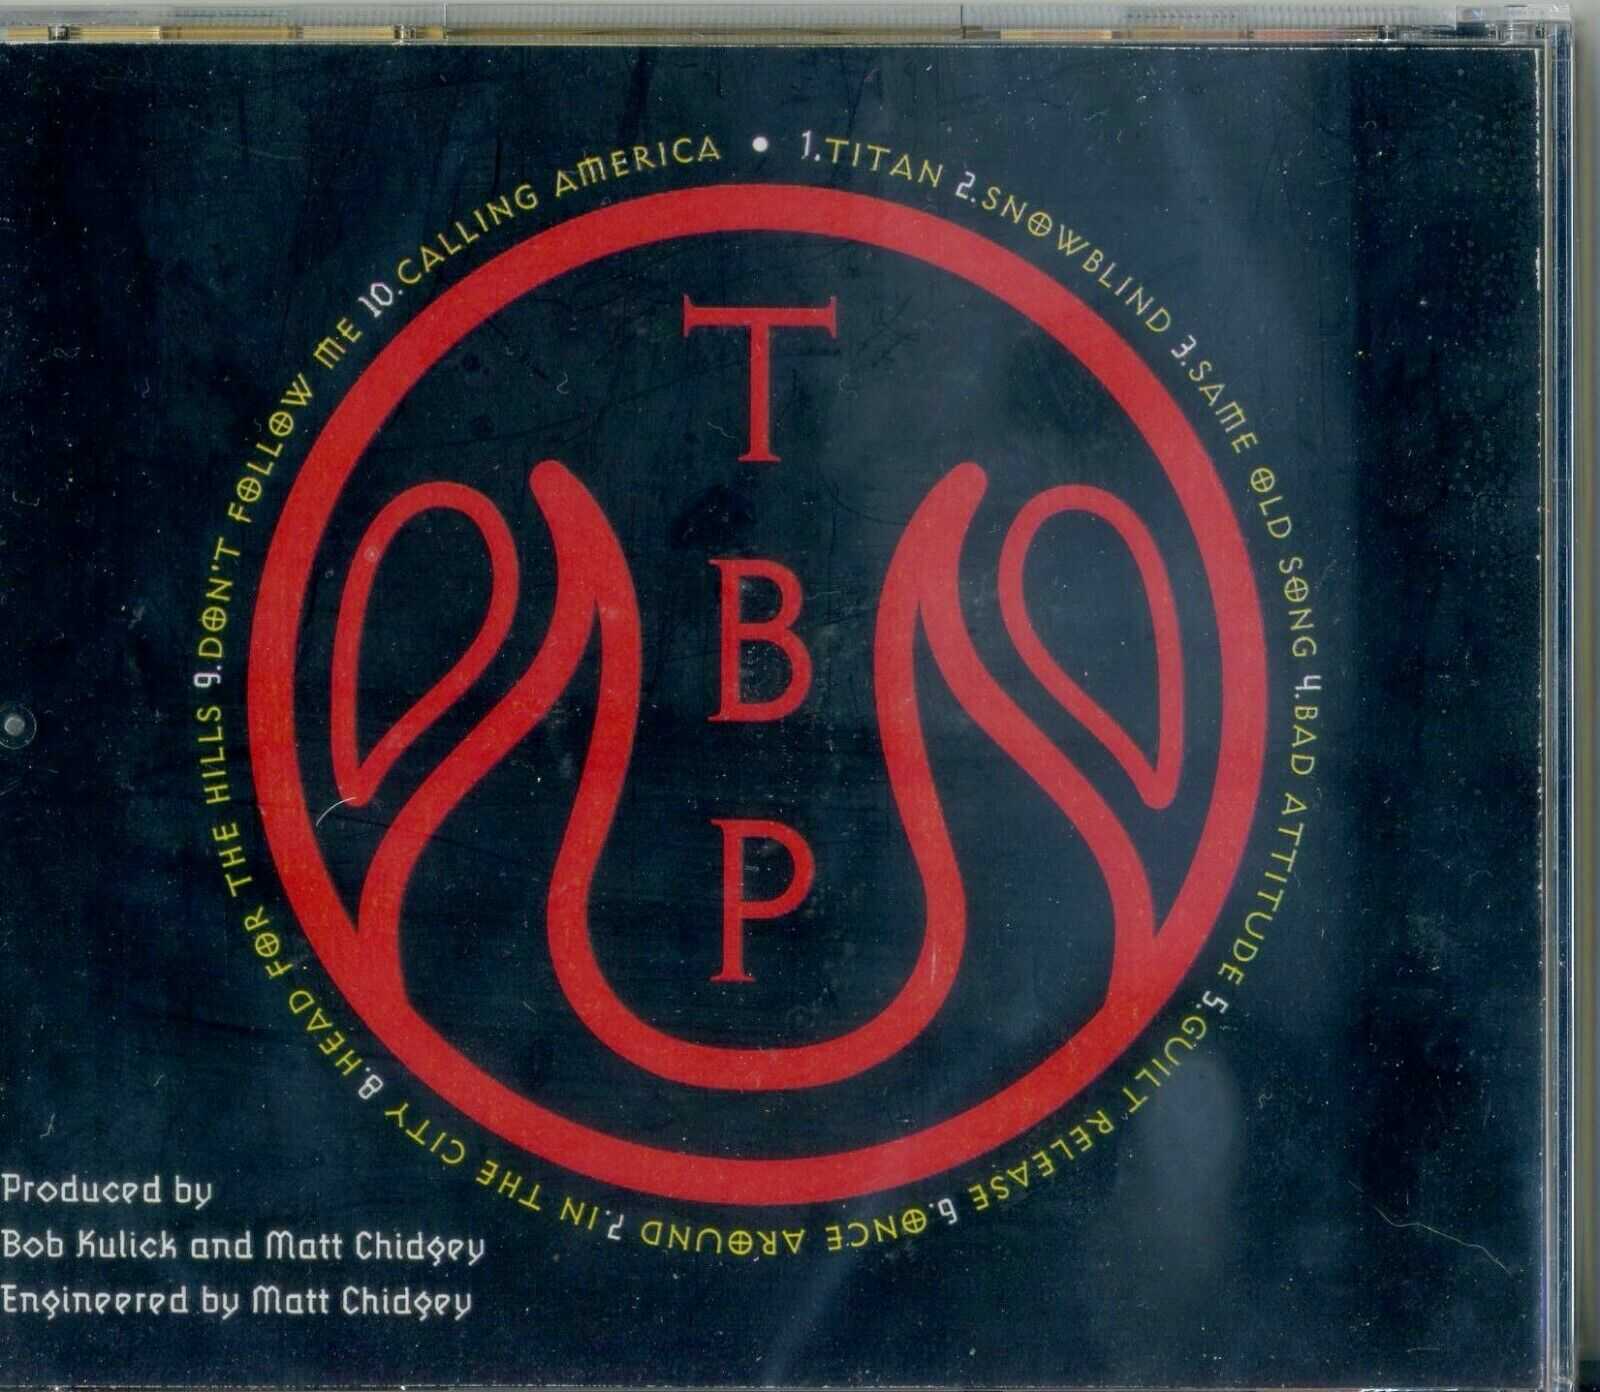 1.TITAN 2.SNOWBLIND 3.SAME OLD SONG 4.BAD ATTITUDE 5.GUILT RELEASE 6.ONCE AROUND 7.IN THE CITY 8.HEAD FOR THE HILLS 9.DON'T FOLLOW ME 10.CALLING AMERICA •
T
B
P
Produced by
Bob Kulick and Matt Chidgey
Engineered by Matt Chidgey